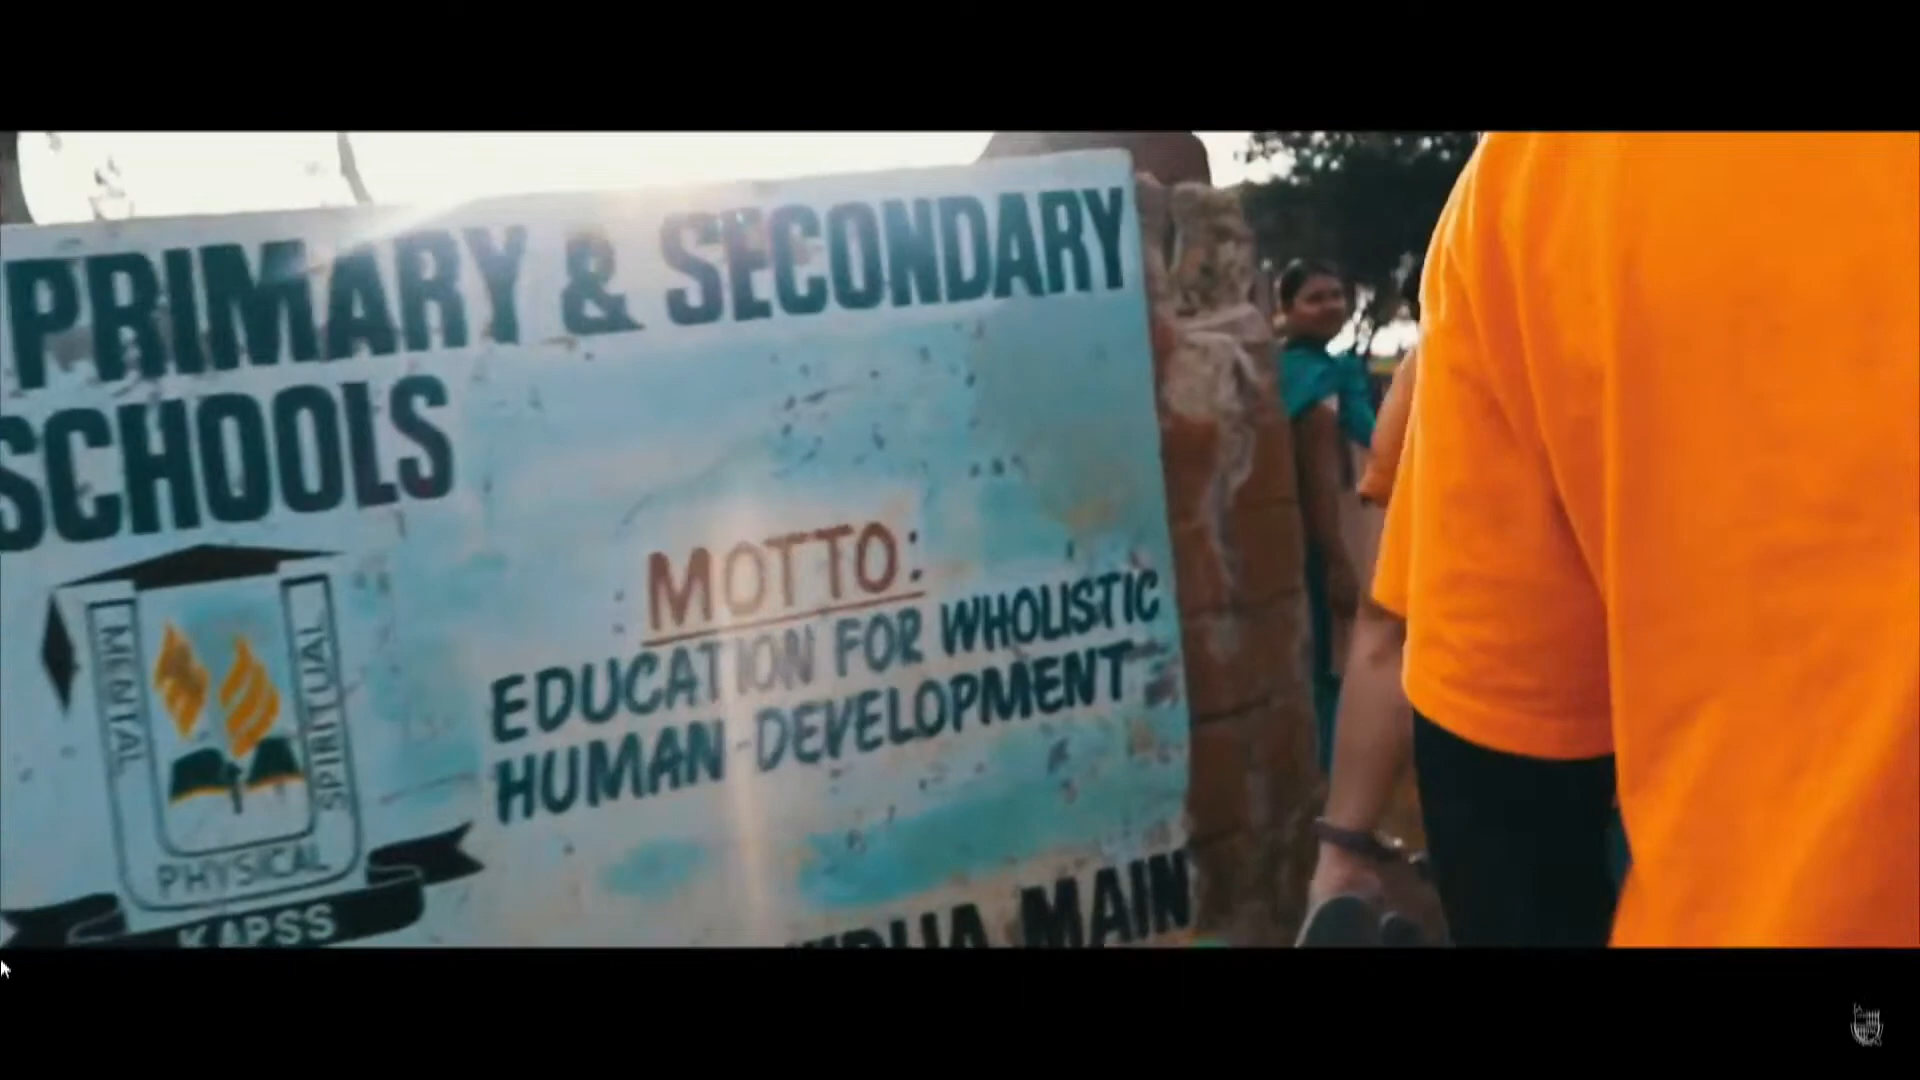 PRIMARY & SECONDARY
SCHOOLS
MOTTO:
EDUCATION FOR WHOLISTIC
HUMAN DEVELOPMENT
MENTAL
SPIRITUAL
PHYSICAL
KAPSS
MAIN